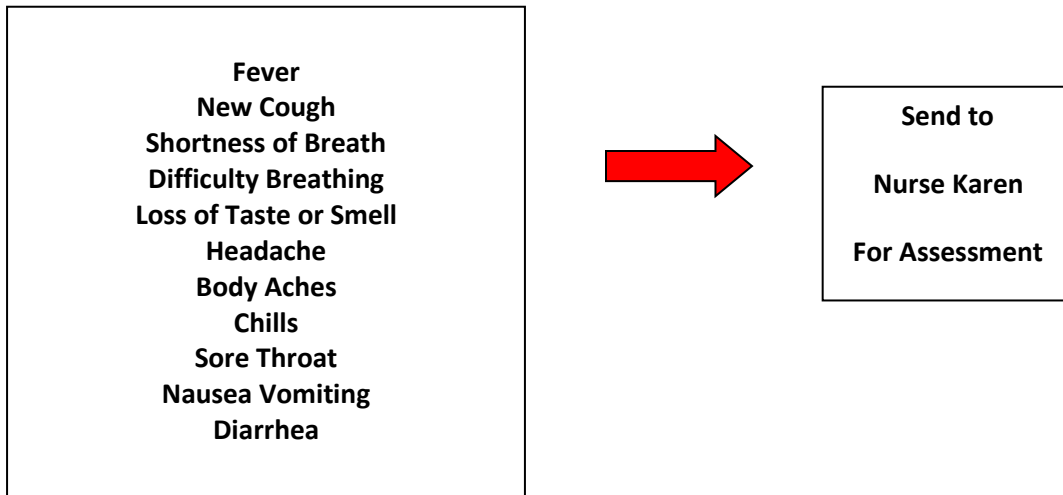 Fever
New Cough
Shortness of Breath
Difficulty Breathing
Loss of Taste or Smell
Headache
Body Aches
Chills
Sore Throat
Nausea Vomiting
Diarrhea
Send to
Nurse Karen
For Assessment